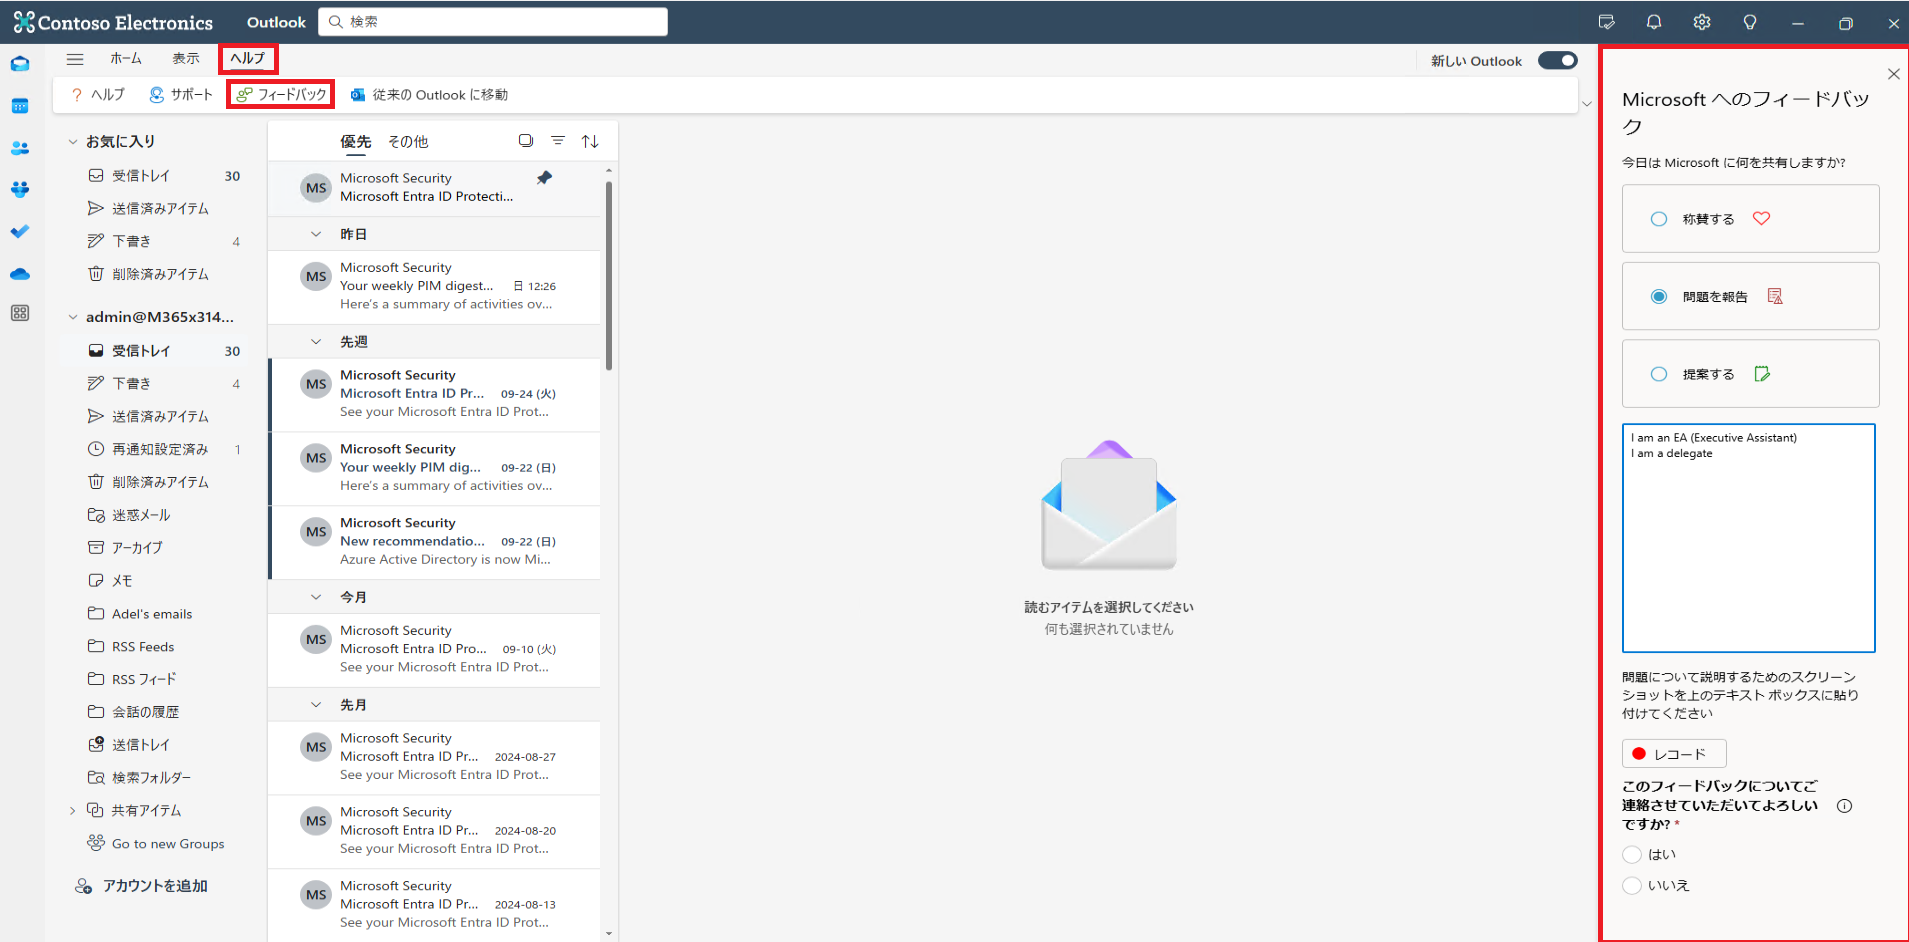 Contoso Electronics
Outlook
検索
ホーム
表示
ヘルプ
新しい Outlook
ヘルプ
サポート
フィードバック
従来の Outlook に移動
お気に入り
受信トレイ 30
送信済みアイテム
下書き 4
削除済みアイテム
admin@M365x314...
受信トレイ 30
下書き 4
送信済みアイテム
再通知設定済み 1
削除済みアイテム
迷惑メール
アーカイブ
メモ
Adel's emails
RSS Feeds
RSS フィード
会話の履歴
送信トレイ
検索フォルダー
共有アイテム
Go to new Groups
アカウントを追加
優先 その他
MS
Microsoft Security
Microsoft Entra ID Protecti...
昨日
MS
Microsoft Security
Your weekly PIM digest... 日 12:26
Here's a summary of activities ov...
先週
MS
Microsoft Security
Microsoft Entra ID Pr... 09-24 (火)
See your Microsoft Entra ID Prot...
MS
Microsoft Security
Your weekly PIM dig... 09-22 (日)
Here's a summary of activities ov...
MS
Microsoft Security
New recommendatio... 09-22 (日)
Azure Active Directory is now Mi...
今月
MS
Microsoft Security
Microsoft Entra ID Pro... 09-10 (火)
See your Microsoft Entra ID Prot...
先月
MS
Microsoft Security
Microsoft Entra ID Pr... 2024-08-27
See your Microsoft Entra ID Prot...
MS
Microsoft Security
Microsoft Entra ID Pr... 2024-08-20
See your Microsoft Entra ID Prot...
MS
Microsoft Security
Microsoft Entra ID Pr... 2024-08-13
See your Microsoft Entra ID Prot...
読むアイテムを選択してください
何も選択されていません
Microsoft へのフィードバッ
ク
今日は Microsoft に何を共有しますか?
称賛する
問題を報告
提案する
I am an EA (Executive Assistant)
I am a delegate
問題について説明するためのスクリーン
ショットを上のテキスト ボックスに貼り
付けてください
レコード
このフィードバックについてご
連絡させていただいてよろしい
ですか? *
はい
いいえ